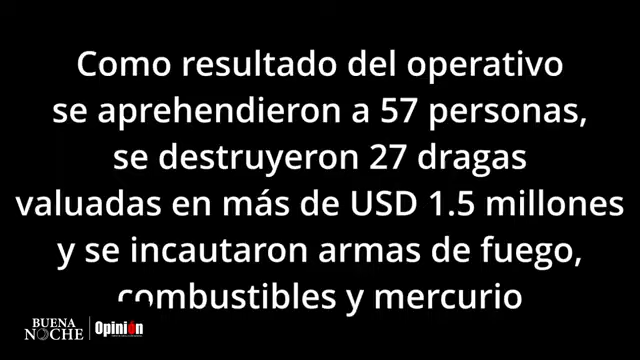 Como resultado del operativo
se aprehendieron a 57 personas,
se destruyeron 27 dragas
valuadas en más de USD 1.5 millones
y se incautaron armas de fuego,
combustibles y mercurio
BUENA
NOCHE
Opinión